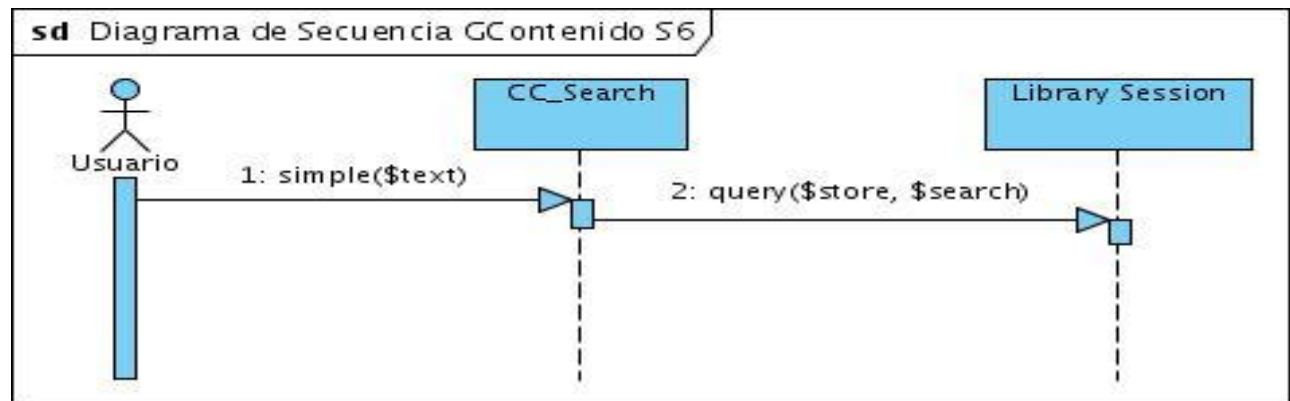 sd Diagrama de Secuencia GContenido S6
CC_Search
Library Session
Usuario
1: simple($text)
2: query($store, $search)